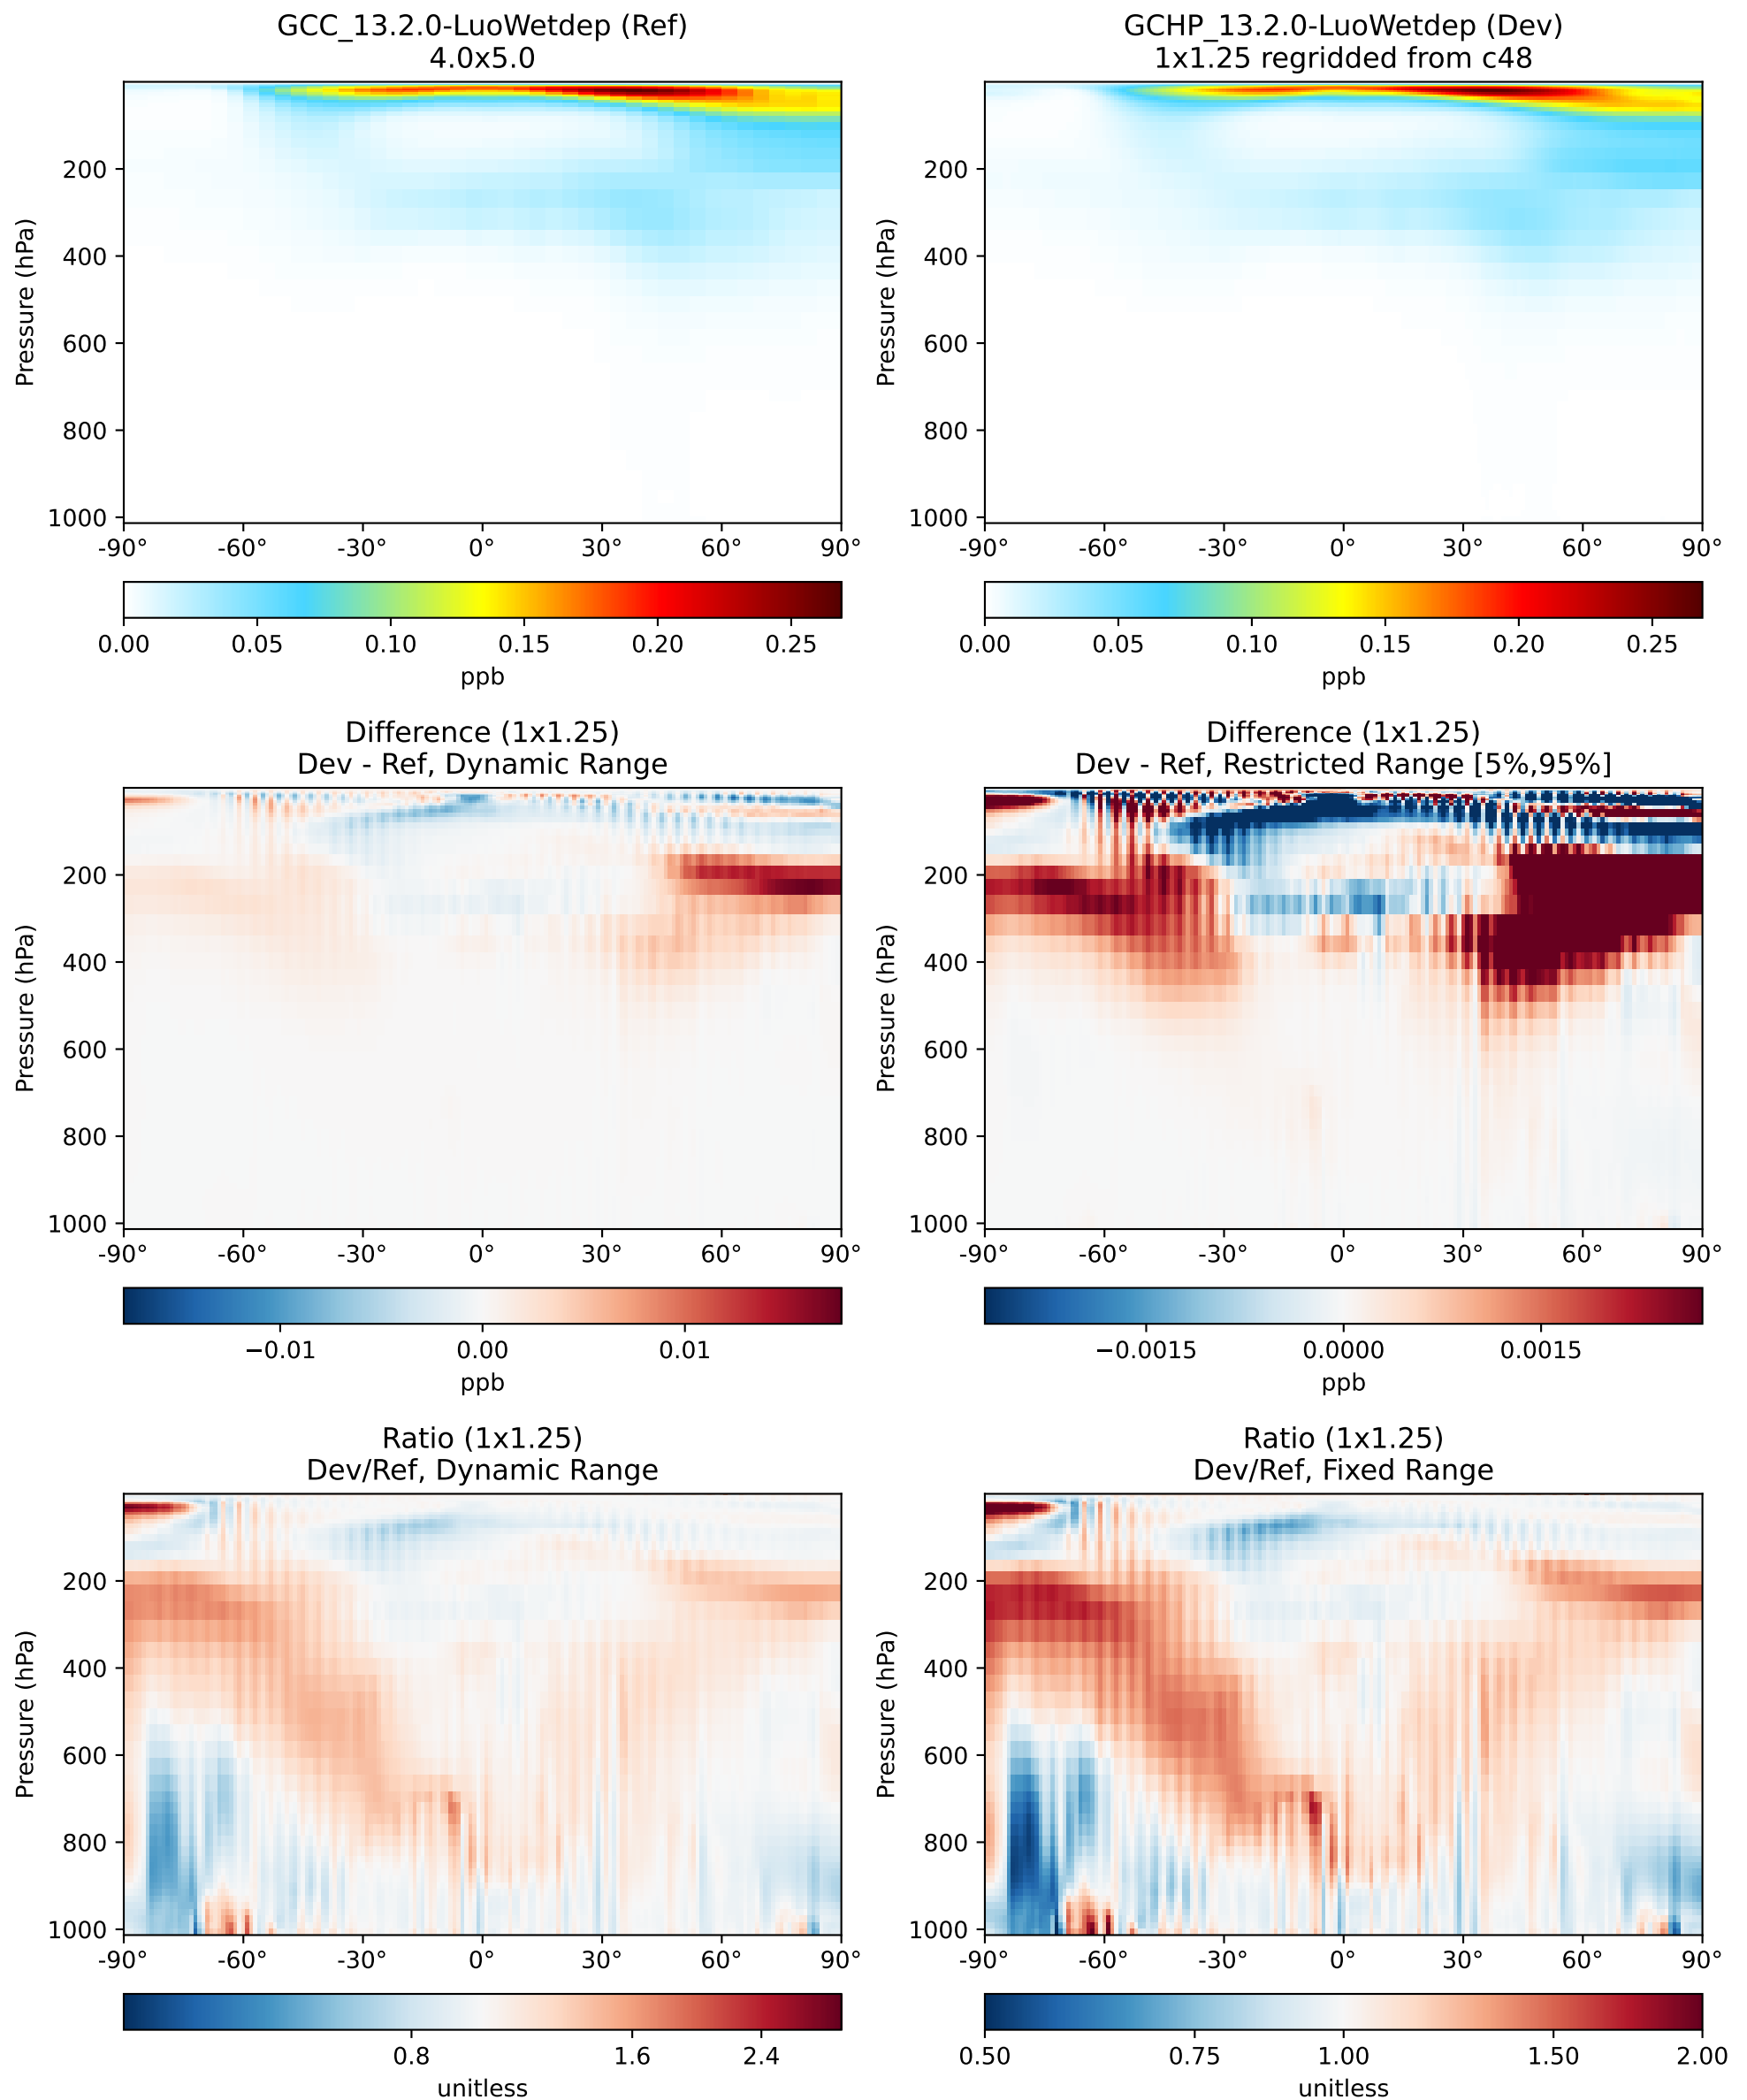 GCC_13.2.0-LuoWetdep (Ref)
4.0x5.0
Pressure (hPa)
200
400
600
800
1000
-90° -60° -30° 0° 30° 60° 90°
0.00 0.05 0.10 0.15 0.20 0.25
ppb
GCHP_13.2.0-LuoWetdep (Dev)
1x1.25 regridded from c48
Pressure (hPa)
200
400
600
800
1000
-90° -60° -30° 0° 30° 60° 90°
0.00 0.05 0.10 0.15 0.20 0.25
ppb
Difference (1x1.25)
Dev - Ref, Dynamic Range
Pressure (hPa)
200
400
600
800
1000
-90° -60° -30° 0° 30° 60° 90°
−0.01 0.00 0.01
ppb
Difference (1x1.25)
Dev - Ref, Restricted Range [5%,95%]
Pressure (hPa)
200
400
600
800
1000
-90° -60° -30° 0° 30° 60° 90°
−0.0015 0.0000 0.0015
ppb
Ratio (1x1.25)
Dev/Ref, Dynamic Range
Pressure (hPa)
200
400
600
800
1000
-90° -60° -30° 0° 30° 60° 90°
0.8 1.6 2.4
unitless
Ratio (1x1.25)
Dev/Ref, Fixed Range
Pressure (hPa)
200
400
600
800
1000
-90° -60° -30° 0° 30° 60° 90°
0.50 0.75 1.00 1.50 2.00
unitless